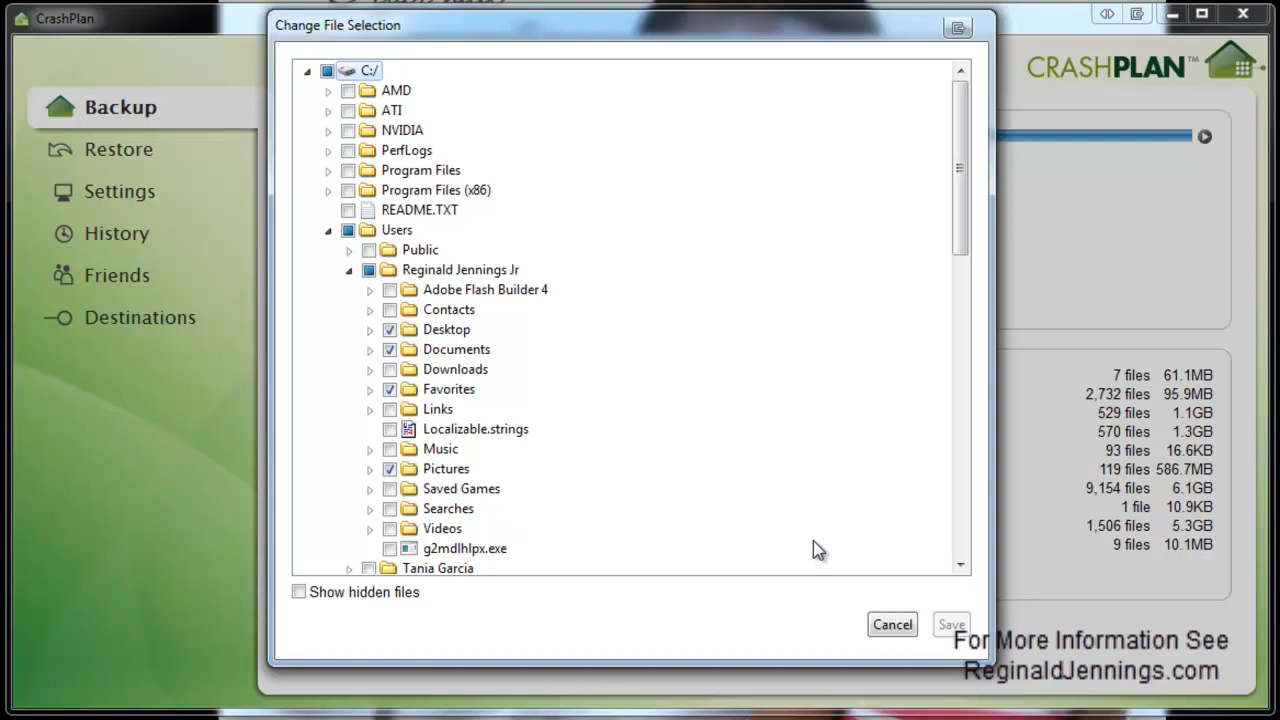 CrashPlan
Change File Selection
CRASHPLAN™
Backup
Restore
Settings
History
Friends
Destinations
C:/
AMD
ATI
NVIDIA
PerfLogs
Program Files
Program Files (x86)
README.TXT
Users
Public
Reginald Jennings Jr
Adobe Flash Builder 4
Contacts
Desktop
Documents
Downloads
Favorites
Links
Localizable.strings
Music
Pictures
Saved Games
Searches
Videos
g2mdlhlpx.exe
Tania Garcia
Show hidden files
Cancel
Save
7 files 61.1MB
2,732 files 95.9MB
529 files 1.1GB
570 files 1.3GB
93 files 16.6KB
119 files 586.7MB
9,154 files 6.1GB
1 file 10.9KB
1,506 files 5.3GB
9 files 10.1MB
For More Information See
ReginaldJennings.com